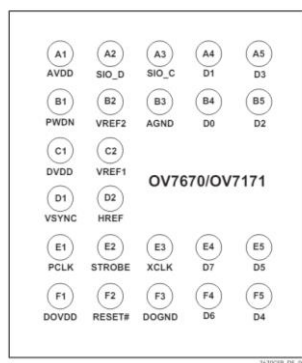 A1 A2 A3 A4 A5
AVDD SIO_D SIO_C D1 D3
B1 B2 B3 B4 B5
PWDN VREF2 AGND D0 D2
C1 C2
DVDD VREF1
OV7670/OV7171
D1 D2
VSYNC HREF
E1 E2 E3 E4 E5
PCLK STROBE XCLK D7 D5
F1 F2 F3 F4 F5
DOVDD RESET# DOGND D6 D4